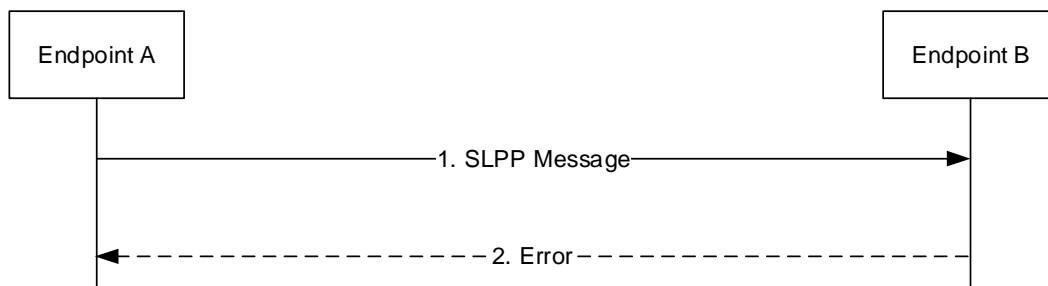 Endpoint A
Endpoint B
1. SLPP Message
2. Error